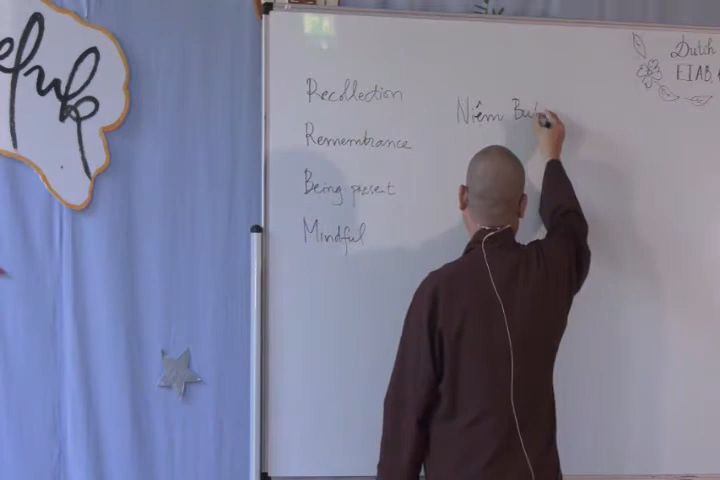 Recollection
Remembrance
Being present
Mindful
Niệm Bu
Dutch
EIAB,